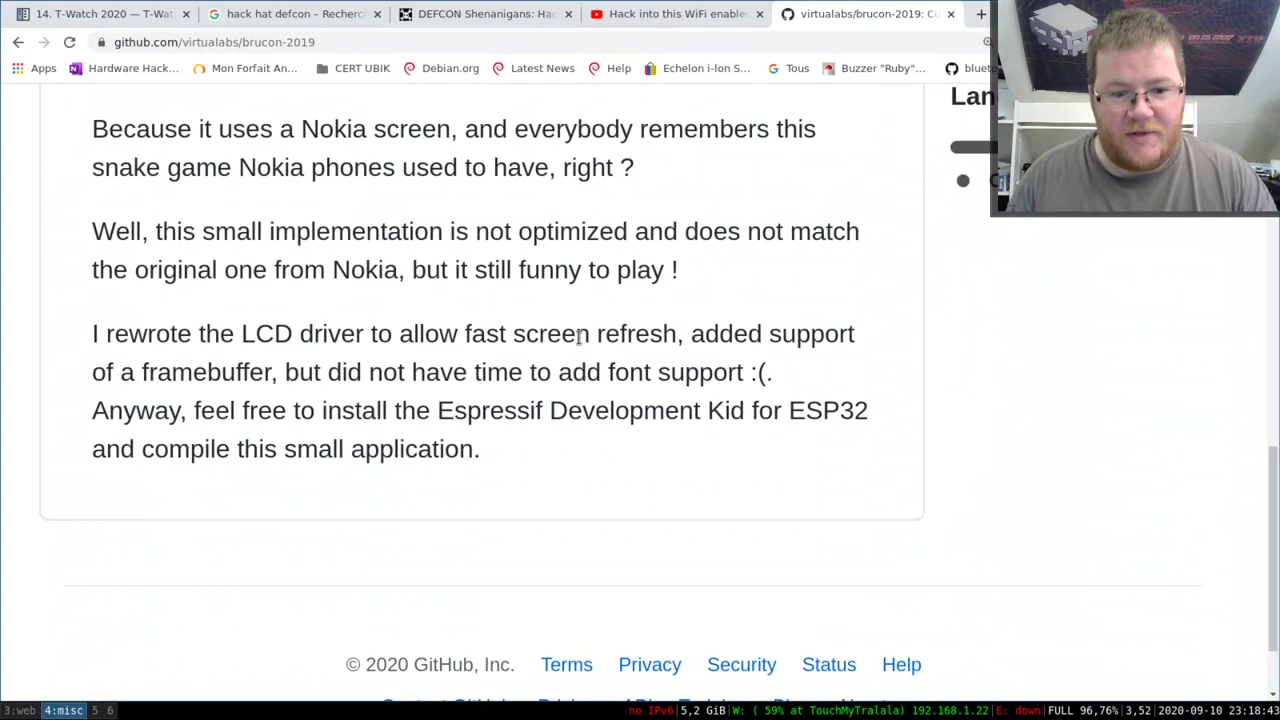 14. T-Watch 2020 — T-Wat
hack hat defcon – Recherc
DEFCON Shenanigans: Hac
Hack into this WiFi enable
virtualabs/brucon-2019: Cu
github.com/virtualabs/brucon-2019
Apps
Hardware Hack...
Mon Forfait An...
CERT UBIK
Debian.org
Latest News
Help
Echelon i-Ion S...
Tous
Buzzer "Ruby"...
Lan
Because it uses a Nokia screen, and everybody remembers this
snake game Nokia phones used to have, right ?
Well, this small implementation is not optimized and does not match
the original one from Nokia, but it still funny to play !
I rewrote the LCD driver to allow fast screen refresh, added support
of a framebuffer, but did not have time to add font support :(.
Anyway, feel free to install the Espressif Development Kid for ESP32
and compile this small application.
© 2020 GitHub, Inc.
Terms
Privacy
Security
Status
Help
3:web 4:misc 5 6
no IPv6|5,2 GiB|W: ( 59% at TouchMyTralala) 192.168.1.22|E: down|FULL 96,76%|3,52|2020-09-10 23:18:43